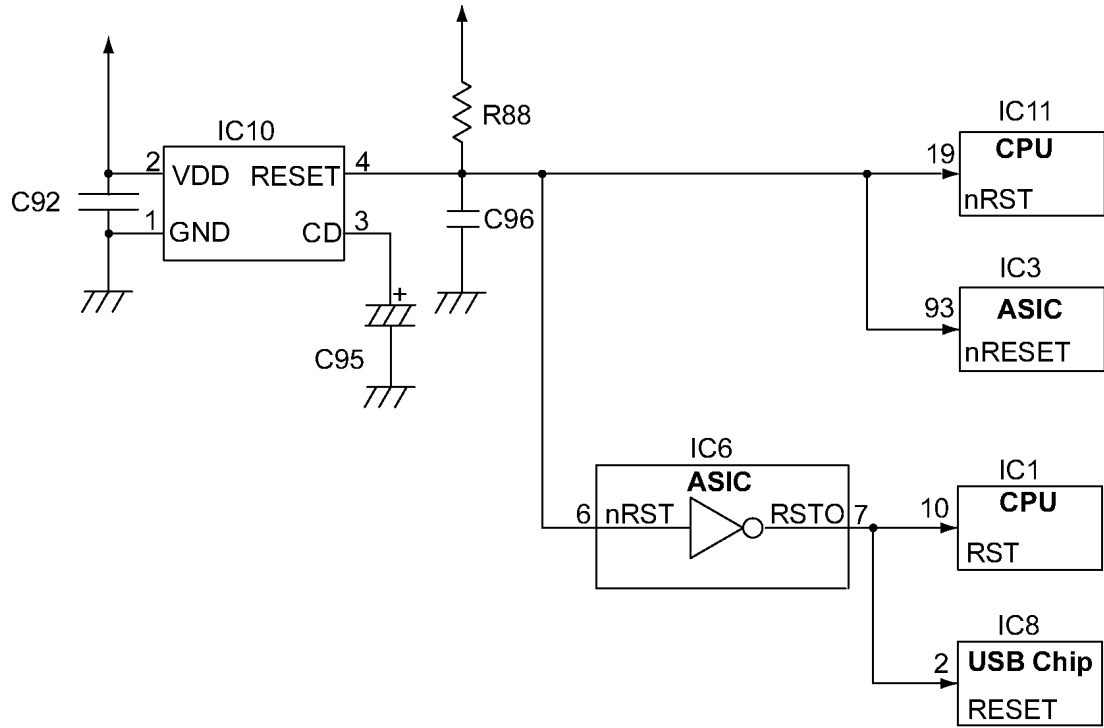 R88
IC10
2
VDD
RESET
4
C92
1
GND
CD
3
C96
+
C95
IC11
19
CPU
nRST
IC3
93
ASIC
nRESET
IC6
ASIC
6
nRST
RSTO
7
IC1
10
CPU
RST
IC8
2
USB Chip
RESET